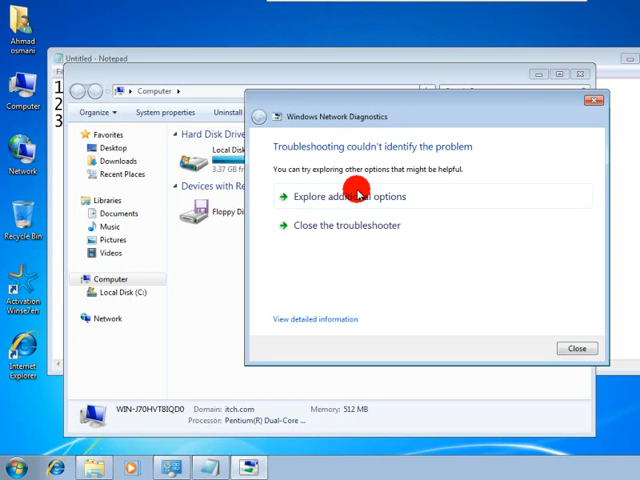 Ahmad
osmani
Computer
Network
Recycle Bin
Activation
Winse7en
Internet
Explorer
Untitled - Notepad
1
2
3
Computer
Organize
System properties
Uninstall
Favorites
Desktop
Downloads
Recent Places
Libraries
Documents
Music
Pictures
Videos
Computer
Local Disk (C:)
Network
Hard Disk Drive
Local Disk
3.37 GB fr
Devices with Re
Floppy Di
WIN-J70HVT8IQD0
Domain: itch.com
Memory: 512 MB
Processor: Pentium(R) Dual-Core ...
Windows Network Diagnostics
Troubleshooting couldn't identify the problem
You can try exploring other options that might be helpful.
Explore additional options
Close the troubleshooter
View detailed information
Close